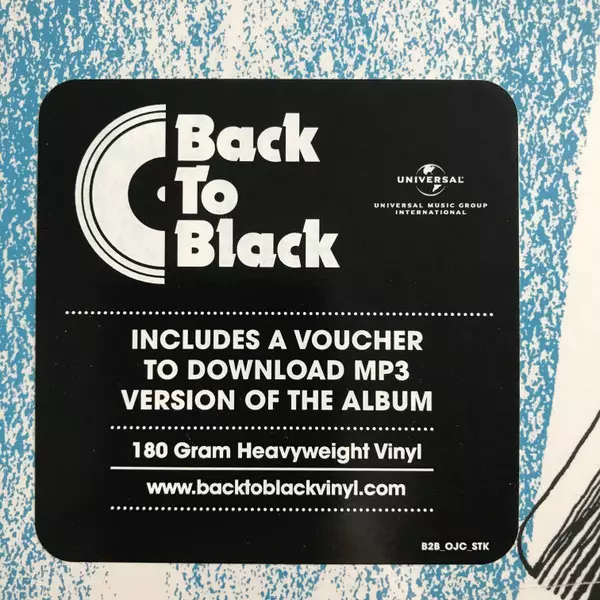 Back
To
Black
UNIVERSAL
UNIVERSAL MUSIC GROUP
INTERNATIONAL
INCLUDES A VOUCHER
TO DOWNLOAD MP3
VERSION OF THE ALBUM
180 Gram Heavyweight Vinyl
www.backtoblackvinyl.com
B2B_OJC_STK